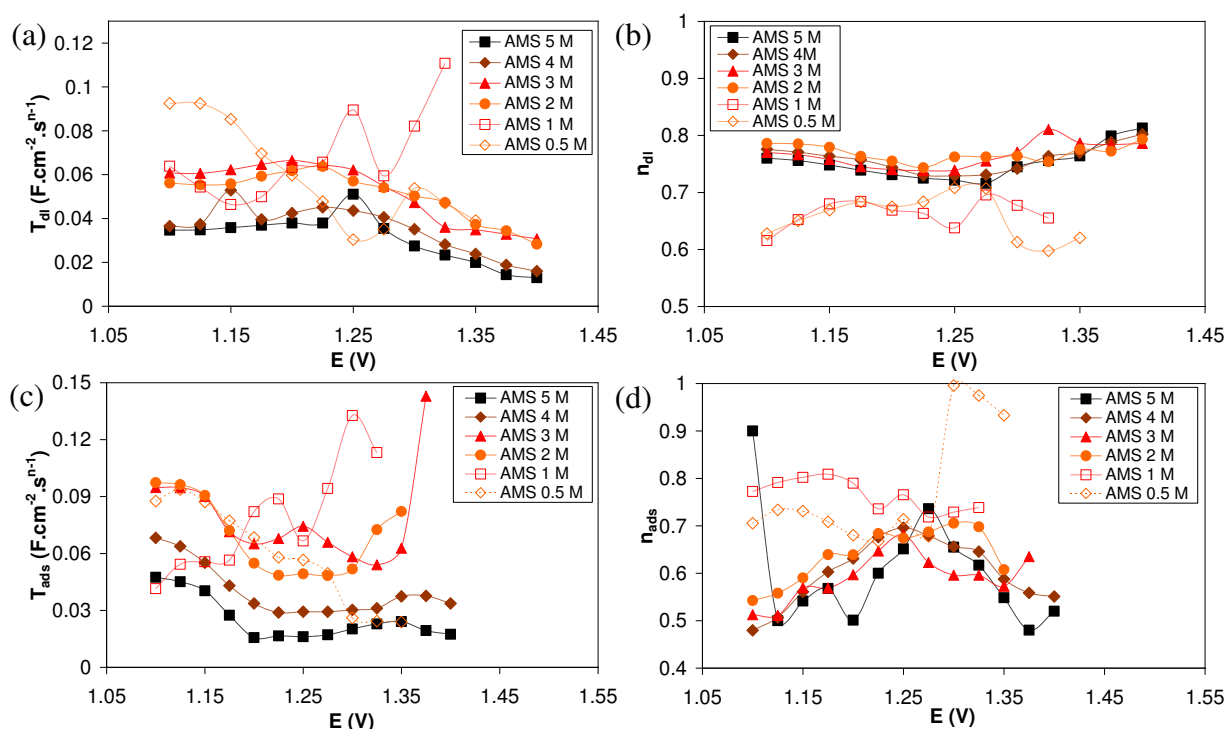 (a)
T_dl (F.cm⁻².sⁿ⁻¹)
0.12
0.1
0.08
0.06
0.04
0.02
0
AMS 5 M
AMS 4 M
AMS 3 M
AMS 2 M
AMS 1 M
AMS 0.5 M
1.05 1.15 1.25 1.35 1.45
E (V)
(b)
n_dl
1
0.9
0.8
0.7
0.6
0.5
AMS 5 M
AMS 4M
AMS 3 M
AMS 2 M
AMS 1 M
AMS 0.5 M
1.05 1.15 1.25 1.35 1.45
E (V)
(c)
T_ads (F.cm⁻².sⁿ⁻¹)
0.15
0.12
0.09
0.06
0.03
0
AMS 5 M
AMS 4 M
AMS 3 M
AMS 2 M
AMS 1 M
AMS 0.5 M
1.05 1.15 1.25 1.35 1.45 1.55
E (V)
(d)
n_ads
1
0.9
0.8
0.7
0.6
0.5
0.4
AMS 5 M
AMS 4 M
AMS 3 M
AMS 2 M
AMS 1 M
AMS 0.5 M
1.05 1.15 1.25 1.35 1.45 1.55
E (V)